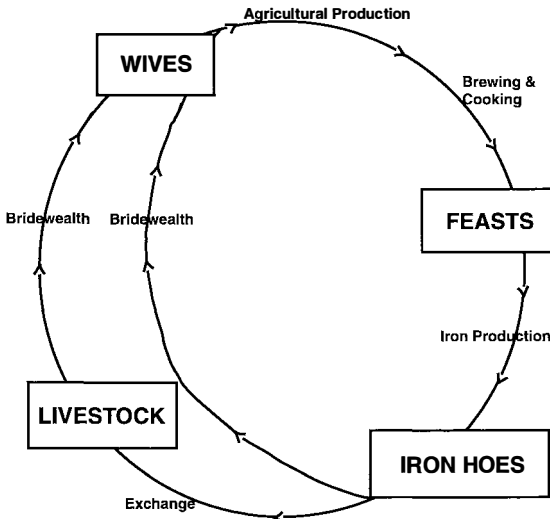 Agricultural Production
WIVES
Brewing &
Cooking
Bridewealth
Bridewealth
FEASTS
Iron Production
LIVESTOCK
IRON HOES
Exchange